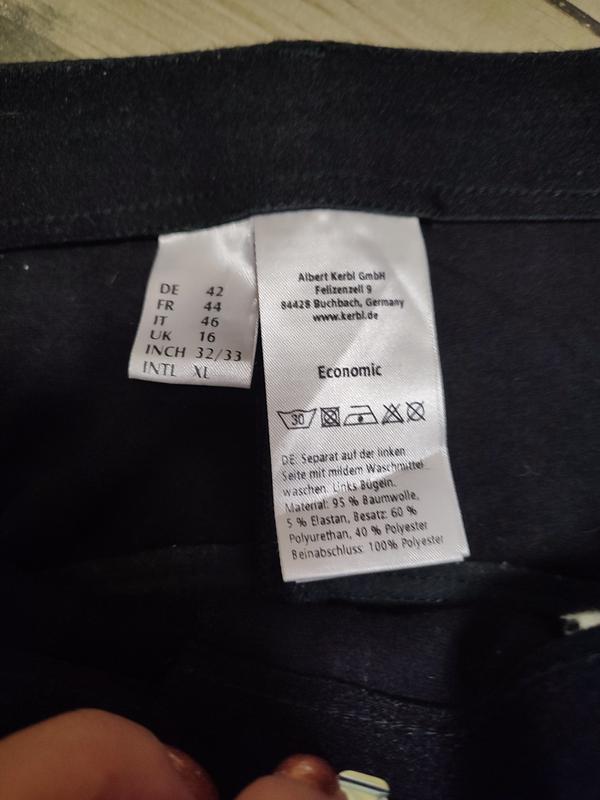 DE 42
FR 44
IT 46
UK 16
INCH 32/33
INTL XL
Albert Kerbl GmbH
Felizenzell 9
84428 Buchbach, Germany
www.kerbl.de
Economic
30
DE: Separat auf der linken
Seite mit mildem Waschmittel
waschen. Links Bügeln.
Material: 95 % Baumwolle,
5 % Elastan, Besatz: 60 %
Polyurethan, 40 % Polyester
Beinabschluss: 100% Polyester